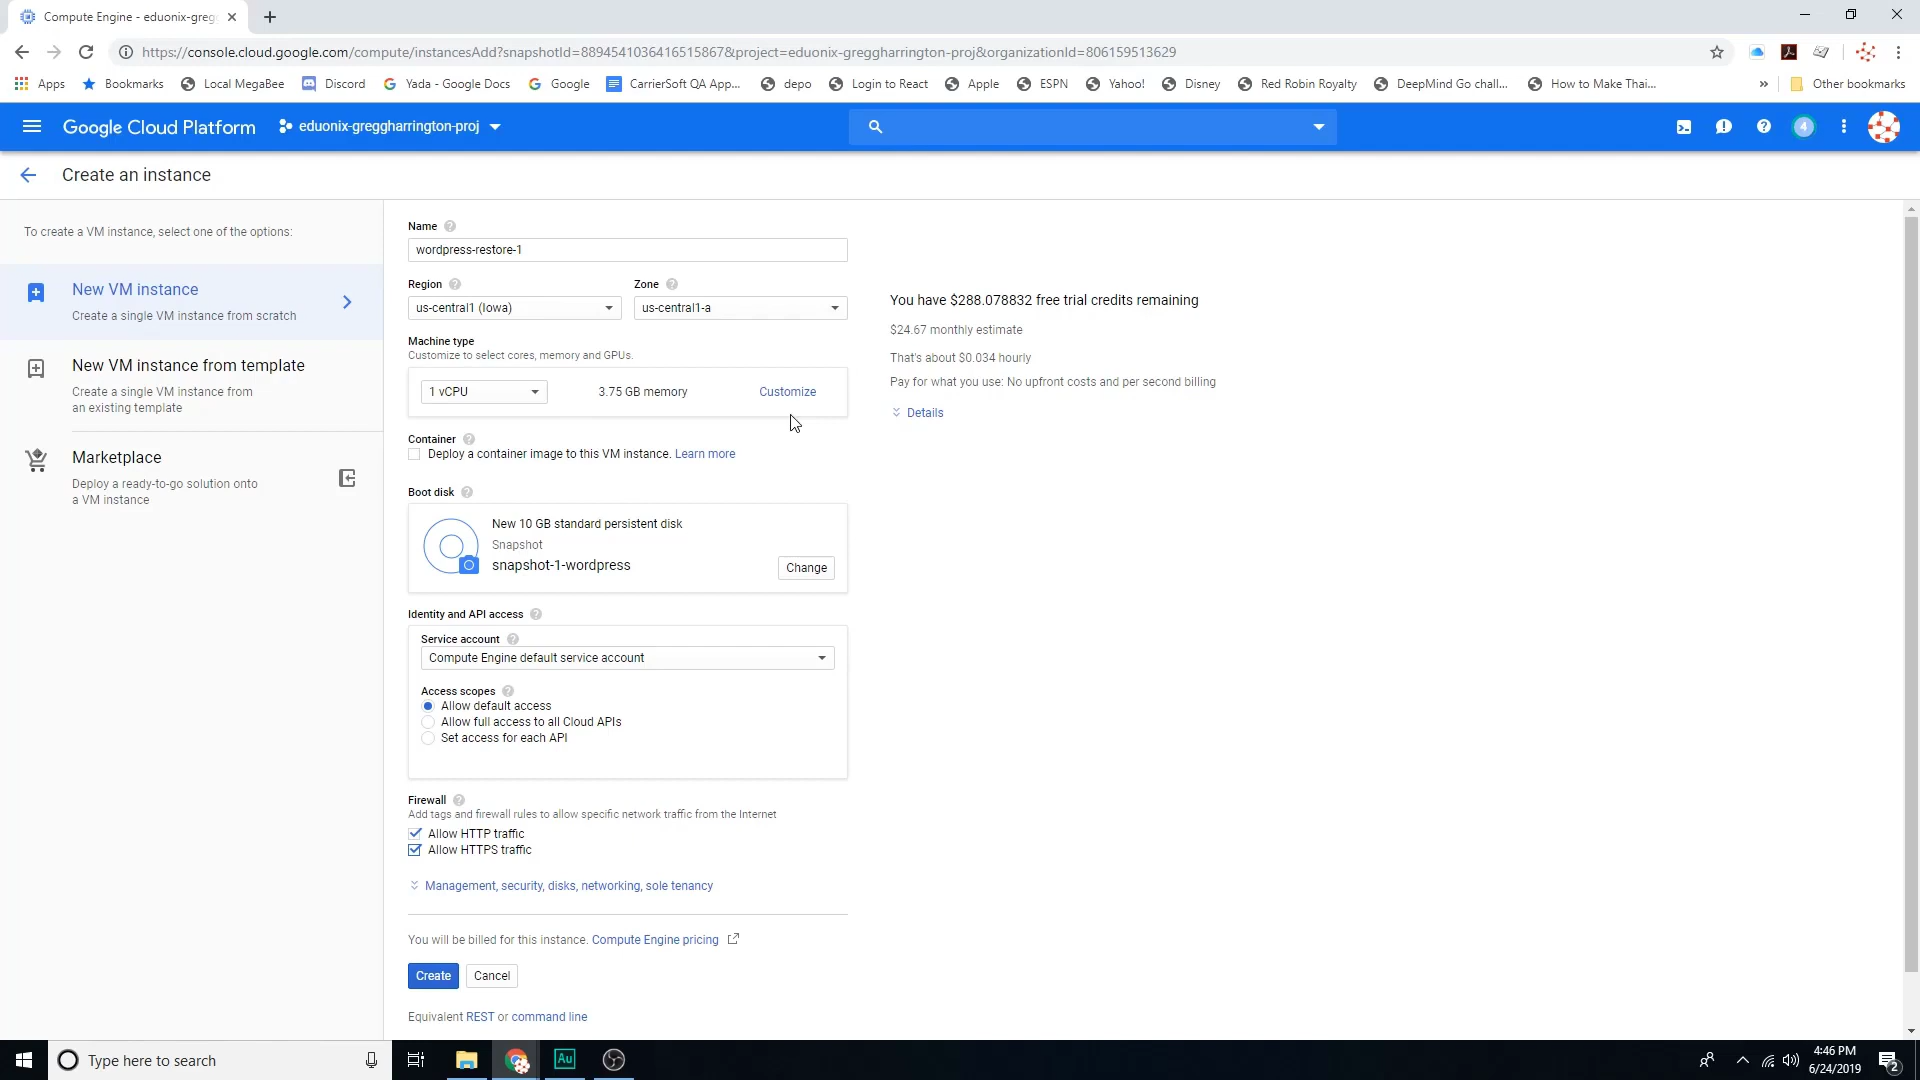 Compute Engine - eduonix-gregg
https://console.cloud.google.com/compute/instancesAdd?snapshotId=8894541036416515867&project=eduonix-greggharrington-proj&organizationId=806159513629
Apps
Bookmarks
Local MegaBee
Discord
Yada - Google Docs
Google
CarrierSoft QA App...
depo
Login to React
Apple
ESPN
Yahoo!
Disney
Red Robin Royalty
DeepMind Go chall...
How to Make Thai...
»
Other bookmarks
Google Cloud Platform
eduonix-greggharrington-proj
4
Create an instance
To create a VM instance, select one of the options:
New VM instance
Create a single VM instance from scratch
New VM instance from template
Create a single VM instance from
an existing template
Marketplace
Deploy a ready-to-go solution onto
a VM instance
Name
wordpress-restore-1
Region
Zone
us-central1 (Iowa)
us-central1-a
Machine type
Customize to select cores, memory and GPUs.
1 vCPU
3.75 GB memory
Customize
Container
Deploy a container image to this VM instance. Learn more
Boot disk
New 10 GB standard persistent disk
Snapshot
snapshot-1-wordpress
Change
Identity and API access
Service account
Compute Engine default service account
Access scopes
Allow default access
Allow full access to all Cloud APIs
Set access for each API
Firewall
Add tags and firewall rules to allow specific network traffic from the Internet
Allow HTTP traffic
Allow HTTPS traffic
Management, security, disks, networking, sole tenancy
You will be billed for this instance. Compute Engine pricing
Create
Cancel
Equivalent REST or command line
You have $288.078832 free trial credits remaining
$24.67 monthly estimate
That's about $0.034 hourly
Pay for what you use: No upfront costs and per second billing
Details
Type here to search
Au
4:46 PM
6/24/2019
2